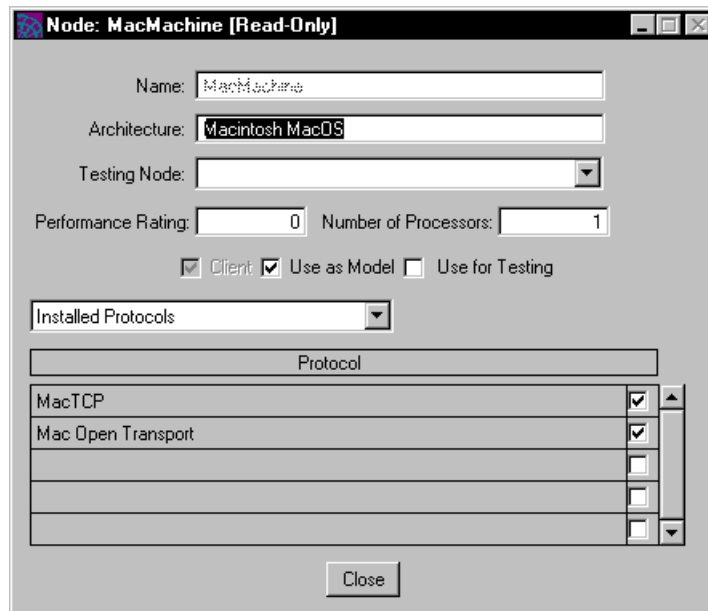 Node: MacMachine [Read-Only]
Name: MacMachine
Architecture: Macintosh MacOS
Testing Node:
Performance Rating: 0 Number of Processors: 1
Client Use as Model Use for Testing
Installed Protocols
Protocol
MacTCP
Mac Open Transport
Close